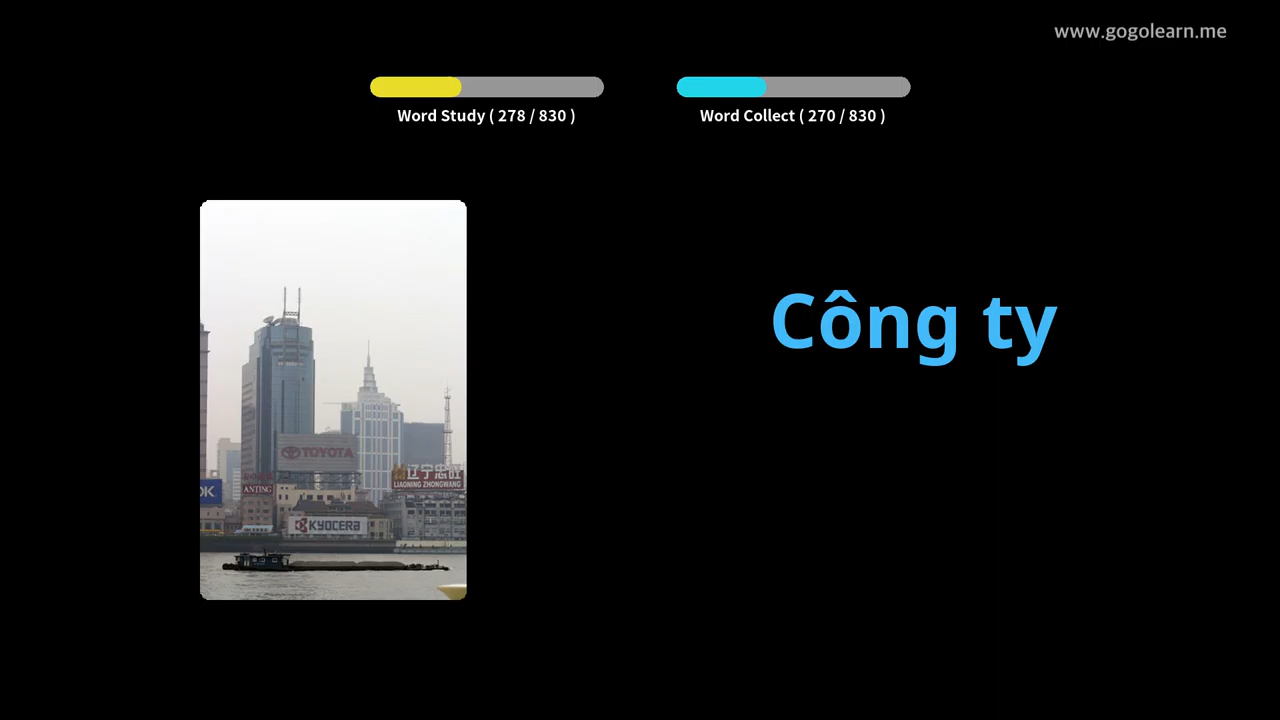 www.gogolearn.me
Word Study ( 278 / 830 )
Word Collect ( 270 / 830 )
Công ty
TOYOTA
辽宁忠旺
LIAONING ZHONGWANG
OK
ANTING
KYOCERA